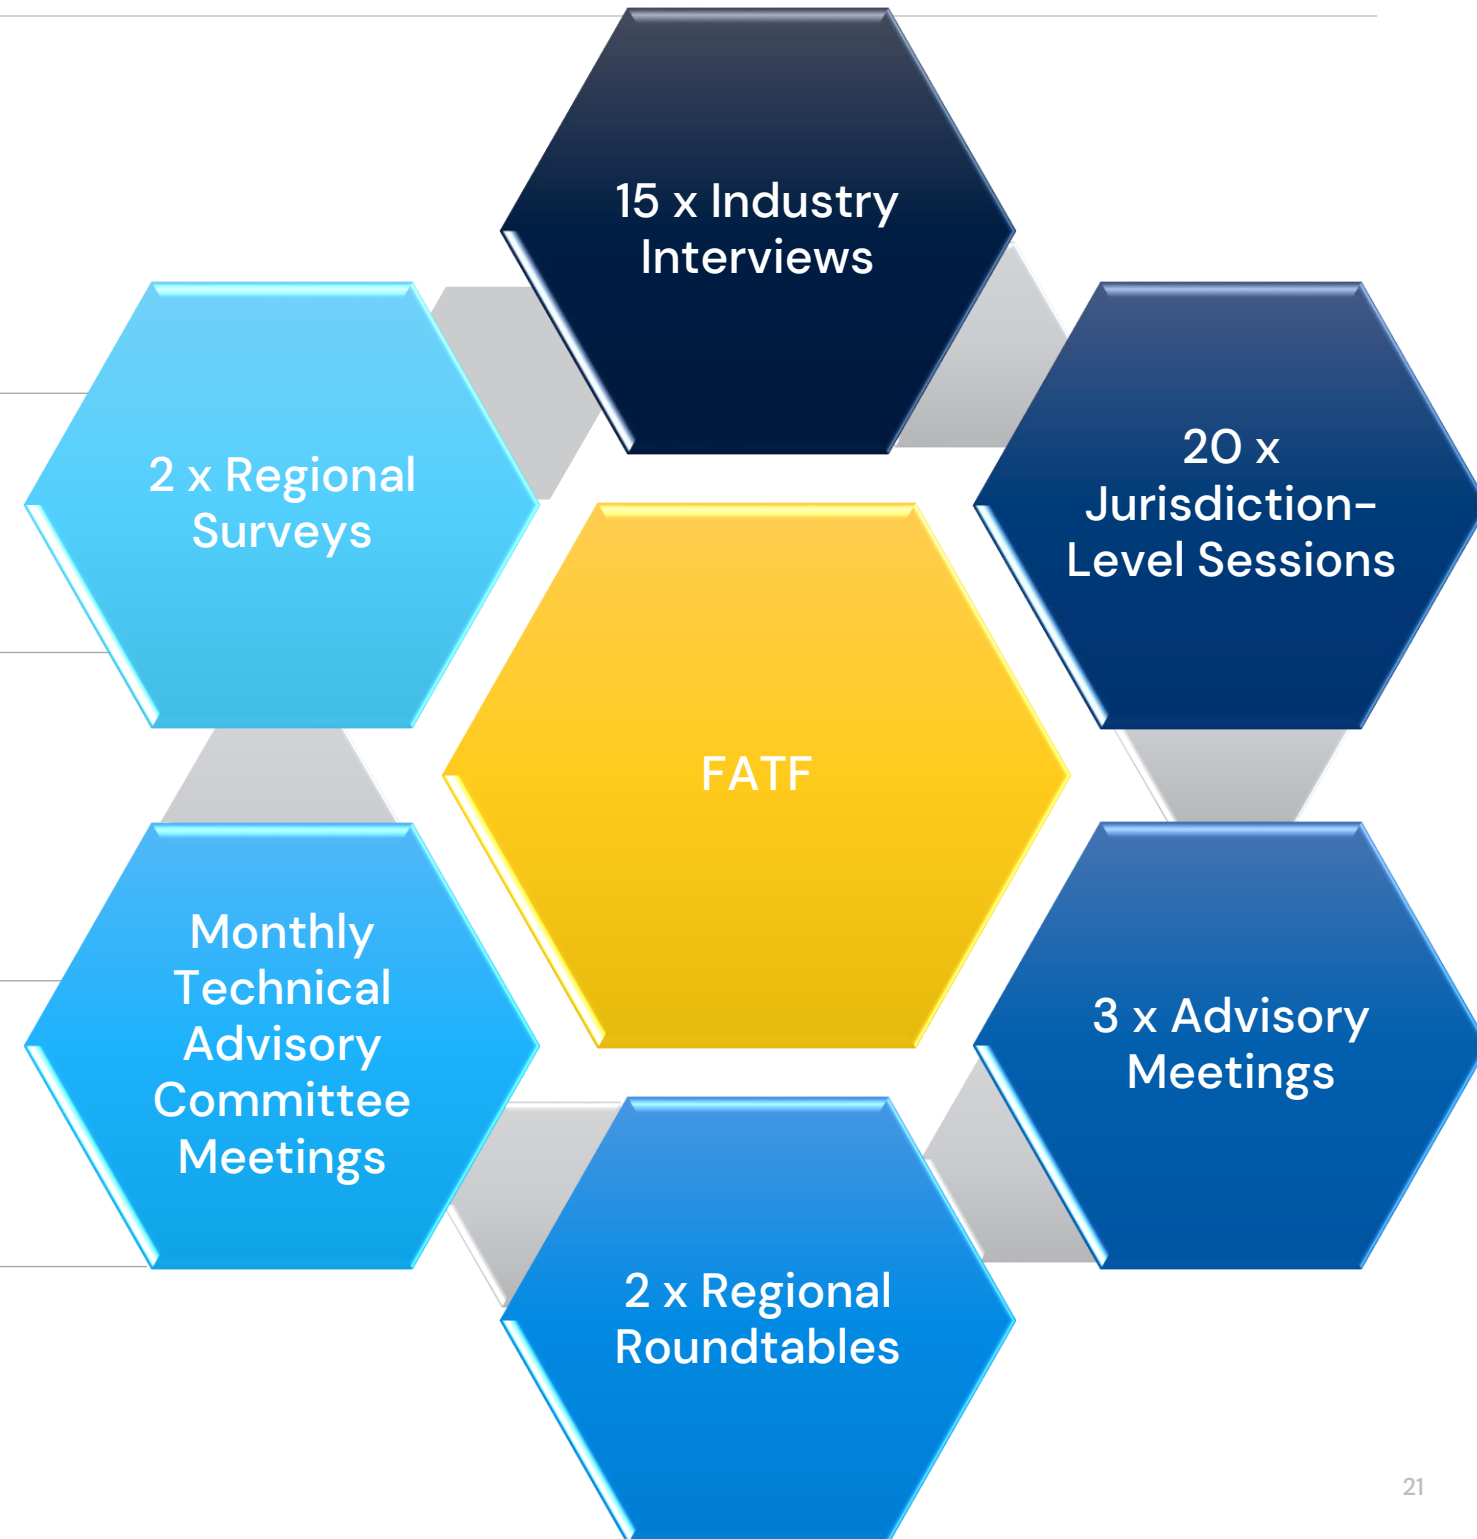 15 x Industry
Interviews
20 x
Jurisdiction-
Level Sessions
2 x Regional
Surveys
FATF
Monthly
Technical
Advisory
Committee
Meetings
3 x Advisory
Meetings
2 x Regional
Roundtables
21